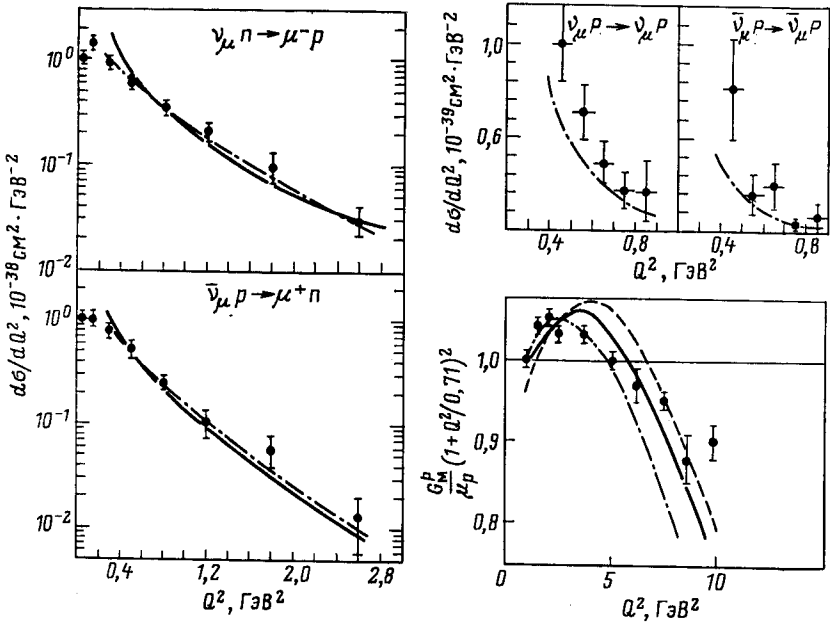 ν_μ n → μ⁻p
10⁰
10⁻¹
10⁻²
dσ/dQ², 10⁻³⁸ см²·ГэВ⁻²
ν̄_μ p → μ⁺n
10⁰
10⁻¹
10⁻²
0,4 1,2 2,0 2,8
Q², ГэВ²
ν_μ p → ν_μ p
ν̄_μ p → ν̄_μ p
1,0
0,6
dσ/dQ², 10⁻³⁹ см²·ГэВ⁻²
0,4 0,8 0,4 0,8
Q², ГэВ²
1,0
0,9
0,8
G_M^p/μ_p (1+Q²/0,71)²
0 5 10
Q², ГэВ²